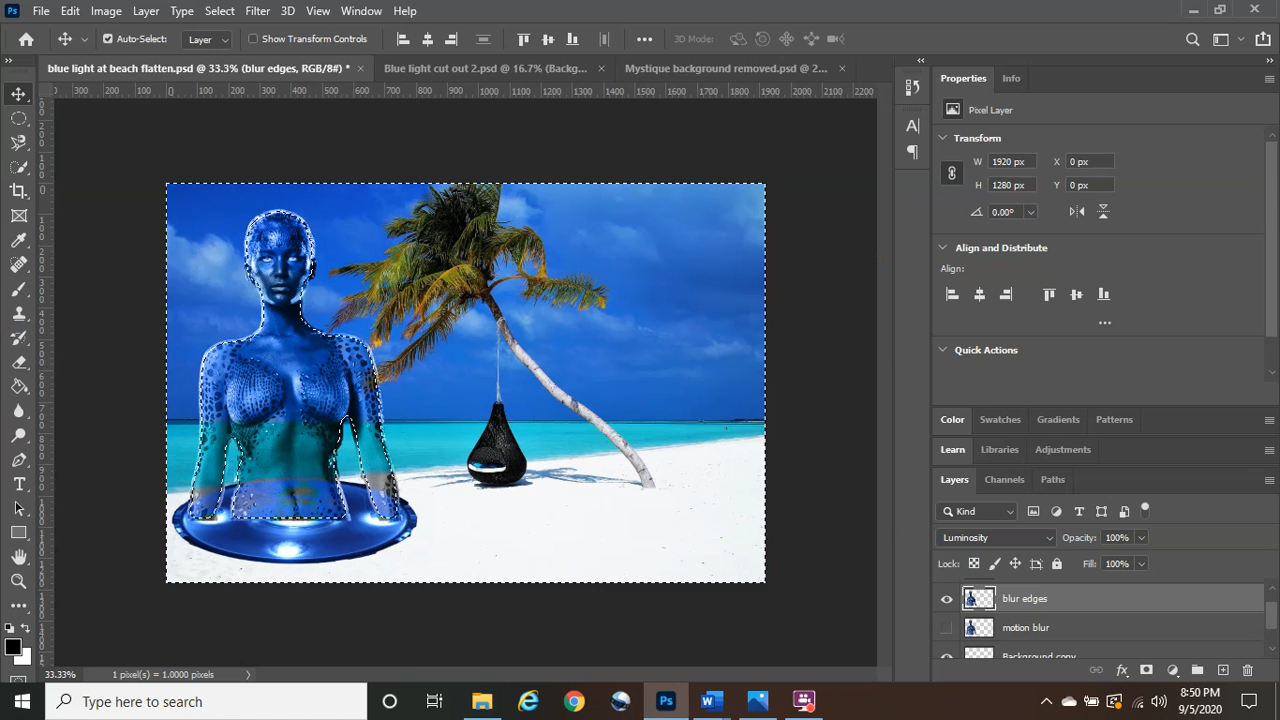 Ps File Edit Image Layer Type Select Filter 3D View Window Help
Auto-Select: Layer Show Transform Controls 3D Mode:
blue light at beach flatten.psd @ 33.3% (blur edges, RGB/8#) * × Blue light cut out 2.psd @ 16.7% (Backg... × Mystique background removed.psd @ 2... ×
300 200 100 0 100 200 300 400 500 600 700 800 900 1000 1100 1200 1300 1400 1500 1600 1700 1800 1900 2000 2100 2200
Properties Info
Pixel Layer
Transform
W 1920 px X 0 px
H 1280 px Y 0 px
0.00°
Align and Distribute
Align:
Quick Actions
Color Swatches Gradients Patterns
Learn Libraries Adjustments
Layers Channels Paths
Kind
Luminosity Opacity: 100%
Lock: Fill: 100%
blur edges
motion blur
Background copy
33.33% 1 pixel(s) = 1.0000 pixels
Type here to search
8:50 PM
9/5/2020